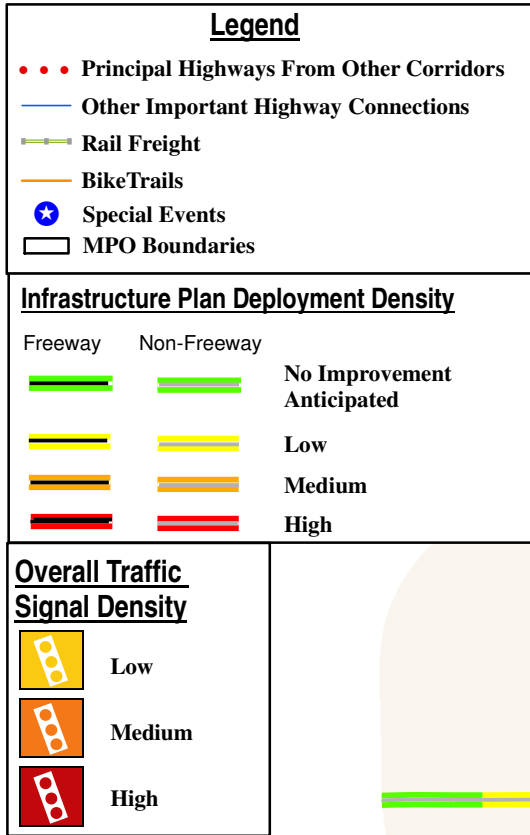 Legend
Principal Highways From Other Corridors
Other Important Highway Connections
Rail Freight
BikeTrails
Special Events
MPO Boundaries
Infrastructure Plan Deployment Density
Freeway Non-Freeway
No Improvement
Anticipated
Low
Medium
High
Overall Traffic
Signal Density
Low
Medium
High